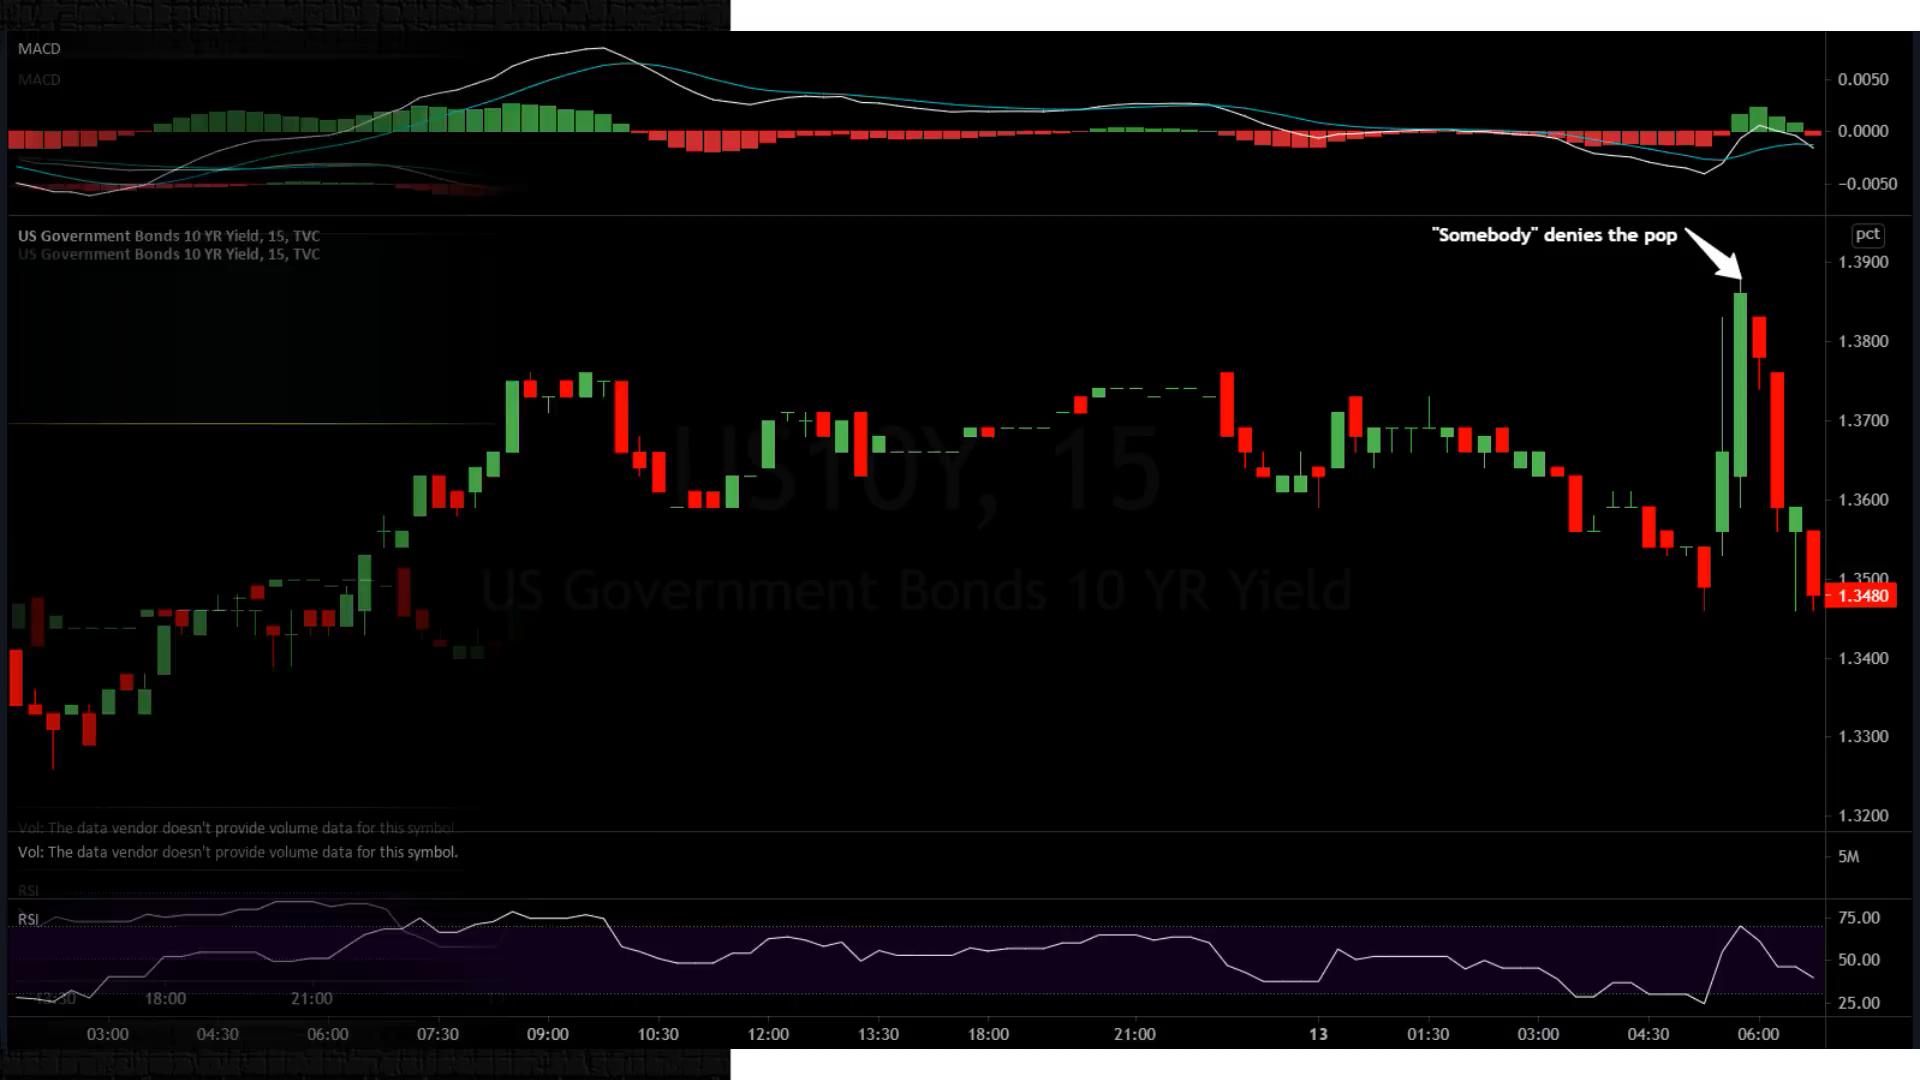 MACD
MACD
0.0050
0.0000
−0.0050
US Government Bonds 10 YR Yield, 15, TVC
US Government Bonds 10 YR Yield, 15, TVC
"Somebody" denies the pop
pct
1.3900
1.3800
1.3700
1.3600
1.3500
1.3480
1.3400
1.3300
1.3200
US10Y, 15
US Government Bonds 10 YR Yield
Vol: The data vendor doesn't provide volume data for this symbol
Vol: The data vendor doesn't provide volume data for this symbol.
5M
RSI
RSI
75.00
50.00
25.00
18:00 21:00
03:00 04:30 06:00 07:30 09:00 10:30 12:00 13:30 18:00 21:00 13 01:30 03:00 04:30 06:00